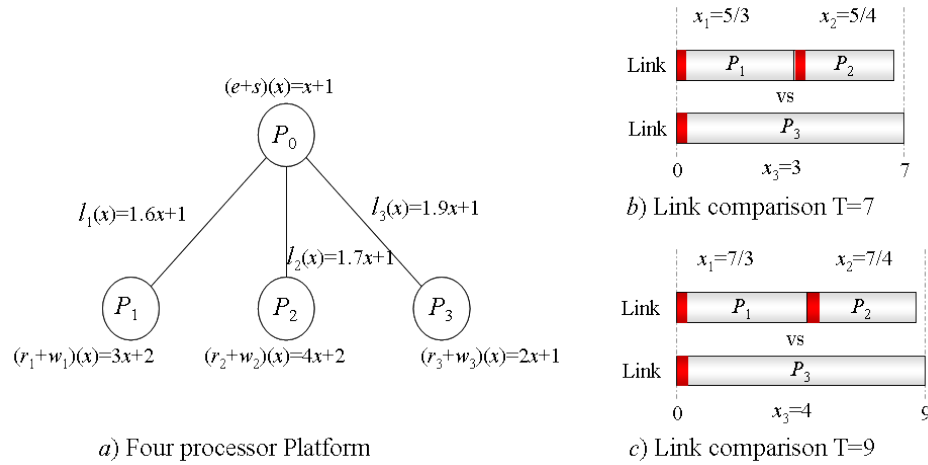 (e+s)(x)=x+1
P0
l1(x)=1.6x+1
l2(x)=1.7x+1
l3(x)=1.9x+1
P1
P2
P3
(r1+w1)(x)=3x+2
(r2+w2)(x)=4x+2
(r3+w3)(x)=2x+1
a) Four processor Platform
x1=5/3
x2=5/4
Link
P1
P2
vs
Link
P3
0
x3=3
7
b) Link comparison T=7
x1=7/3
x2=7/4
Link
P1
P2
vs
Link
P3
0
x3=4
9
c) Link comparison T=9